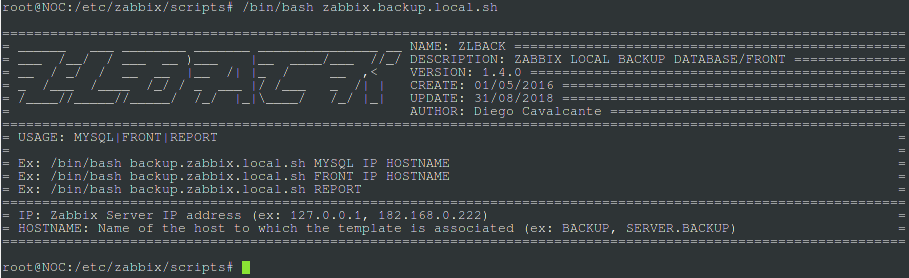 root@NOC:/etc/zabbix/scripts# /bin/bash zabbix.backup.local.sh
NAME: ZLBACK
DESCRIPTION: ZABBIX LOCAL BACKUP DATABASE/FRONT
VERSION: 1.4.0
CREATE: 01/05/2016
UPDATE: 31/08/2018
AUTHOR: Diego Cavalcante
= USAGE: MYSQL|FRONT|REPORT =
= Ex: /bin/bash backup.zabbix.local.sh MYSQL IP HOSTNAME =
= Ex: /bin/bash backup.zabbix.local.sh FRONT IP HOSTNAME =
= Ex: /bin/bash backup.zabbix.local.sh REPORT =
= IP: Zabbix Server IP address (ex: 127.0.0.1, 182.168.0.222) =
= HOSTNAME: Name of the host to which the template is associated (ex: BACKUP, SERVER.BACKUP) =
root@NOC:/etc/zabbix/scripts#